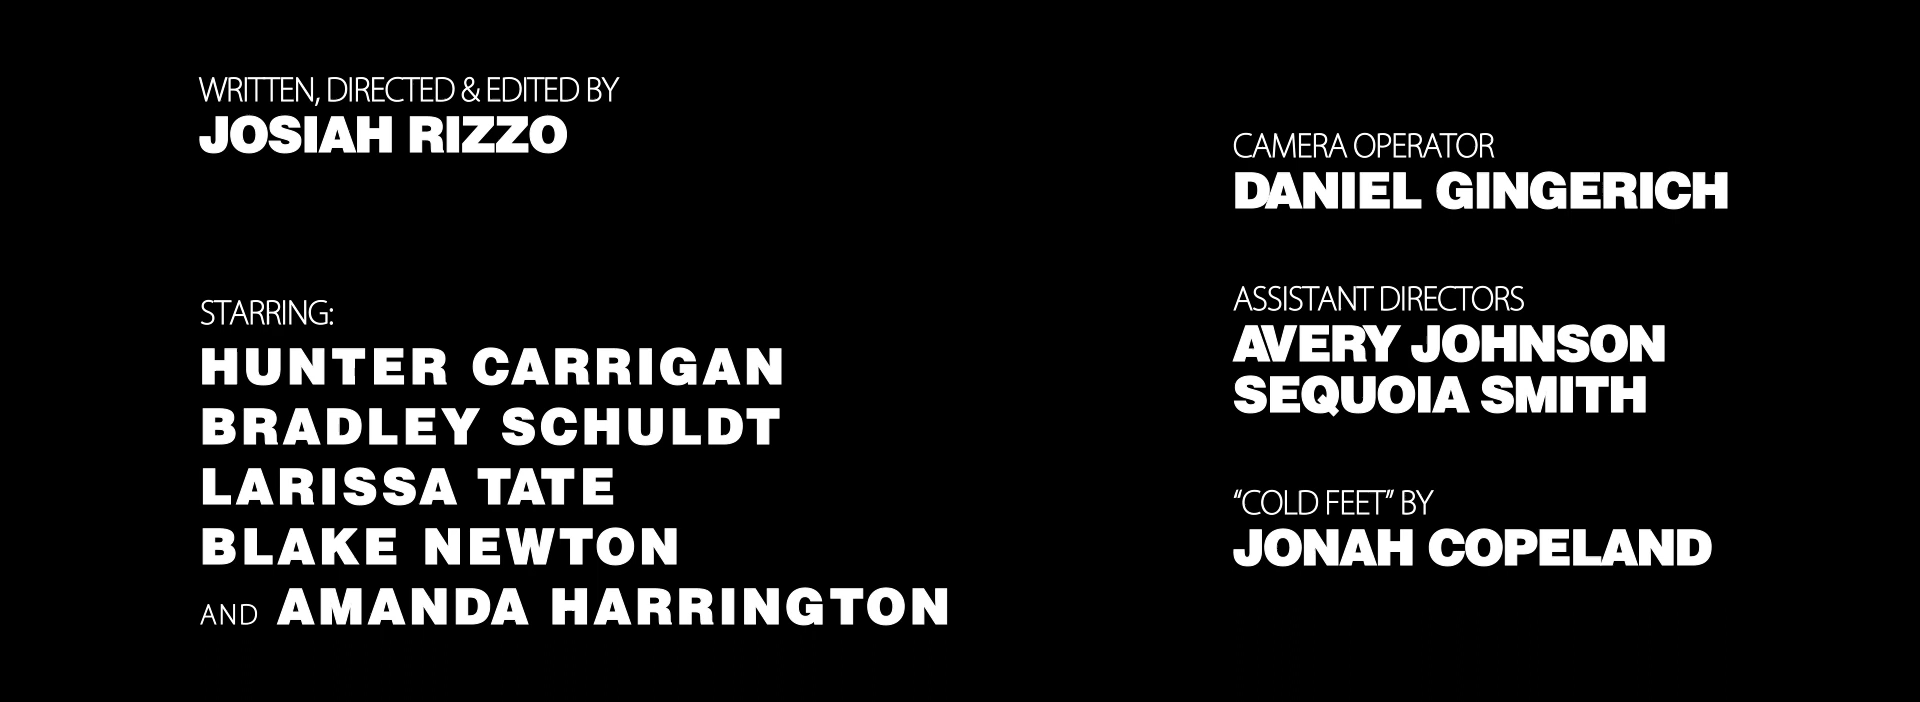 WRITTEN, DIRECTED & EDITED BY
JOSIAH RIZZO
STARRING:
HUNTER CARRIGAN
BRADLEY SCHULDT
LARISSA TATE
BLAKE NEWTON
AND AMANDA HARRINGTON
CAMERA OPERATOR
DANIEL GINGERICH
ASSISTANT DIRECTORS
AVERY JOHNSON
SEQUOIA SMITH
“COLD FEET” BY
JONAH COPELAND